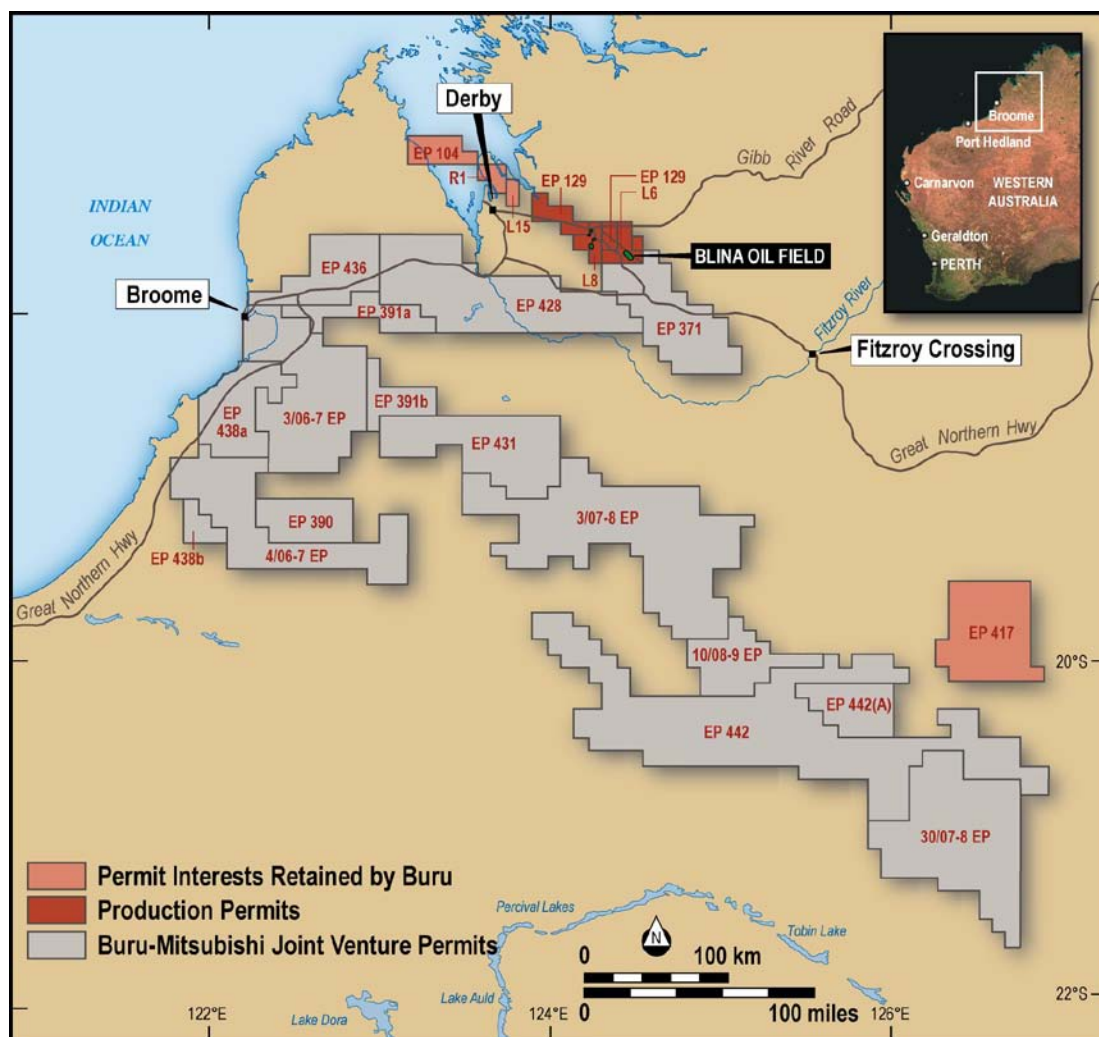 Derby
EP 104
R1
L15
EP 129
EP 129
L6
L8
BLINA OIL FIELD
Gibb River Road
INDIAN
OCEAN
Broome
EP 436
EP 391a
EP 428
EP 371
Fitzroy River
Fitzroy Crossing
Great Northern Hwy
EP
438a
3/06-7 EP
EP 391b
EP 431
EP 390
3/07-8 EP
EP 438b
4/06-7 EP
Great Northern Hwy
EP 417
10/08-9 EP
EP 442(A)
EP 442
30/07-8 EP
20°S
22°S
122°E
124°E
126°E
Percival Lakes
Tobin Lake
Lake Auld
Lake Dora
N
0 100 km
0 100 miles
Permit Interests Retained by Buru
Production Permits
Buru-Mitsubishi Joint Venture Permits
Broome
Port Hedland
Carnarvon
WESTERN
AUSTRALIA
Geraldton
PERTH